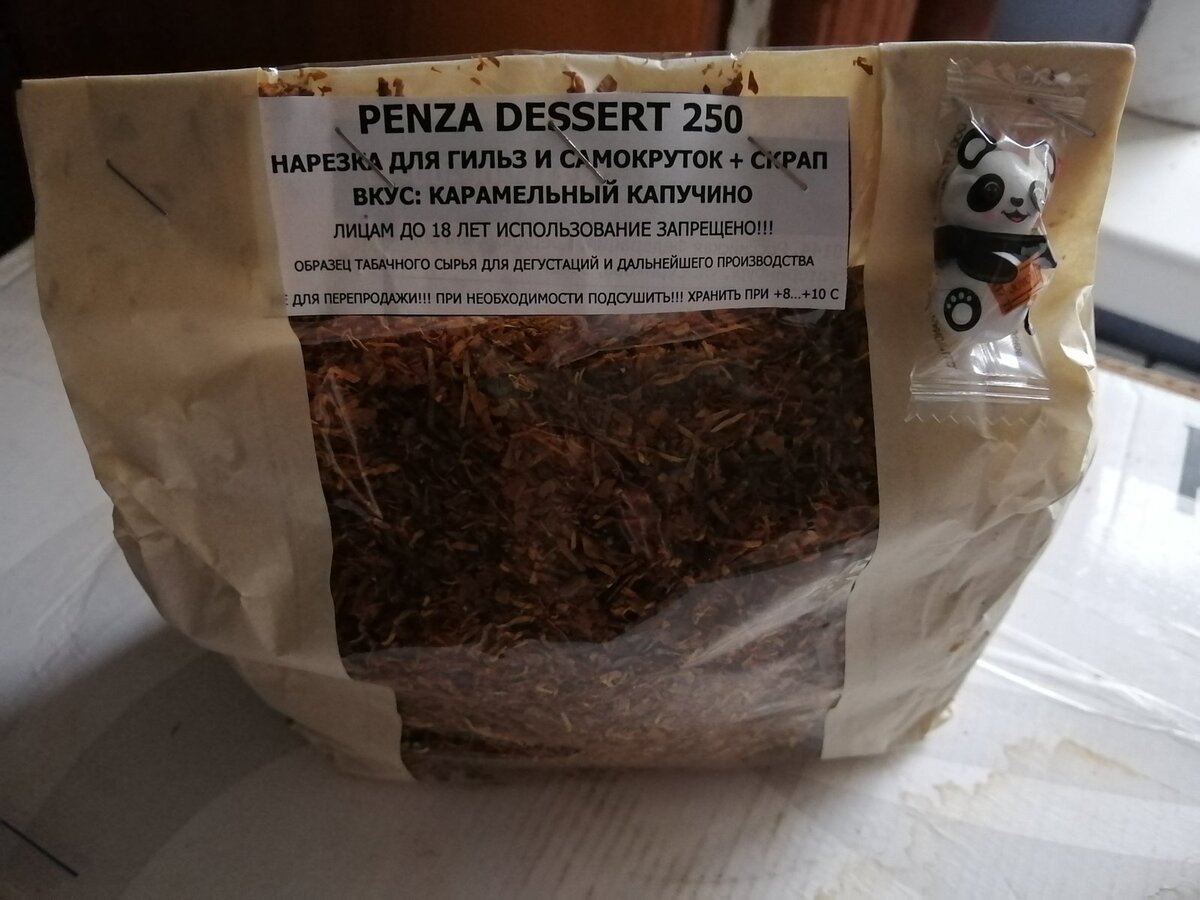 PENZA DESSERT 250
НАРЕЗКА ДЛЯ ГИЛЬЗ И САМОКРУТОК + СКРАП
ВКУС: КАРАМЕЛЬНЫЙ КАПУЧИНО
ЛИЦАМ ДО 18 ЛЕТ ИСПОЛЬЗОВАНИЕ ЗАПРЕЩЕНО!!!
ОБРАЗЕЦ ТАБАЧНОГО СЫРЬЯ ДЛЯ ДЕГУСТАЦИЙ И ДАЛЬНЕЙШЕГО ПРОИЗВОДСТВА
Е ДЛЯ ПЕРЕПРОДАЖИ!!! ПРИ НЕОБХОДИМОСТИ ПОДСУШИТЬ!!! ХРАНИТЬ ПРИ +8...+10 С